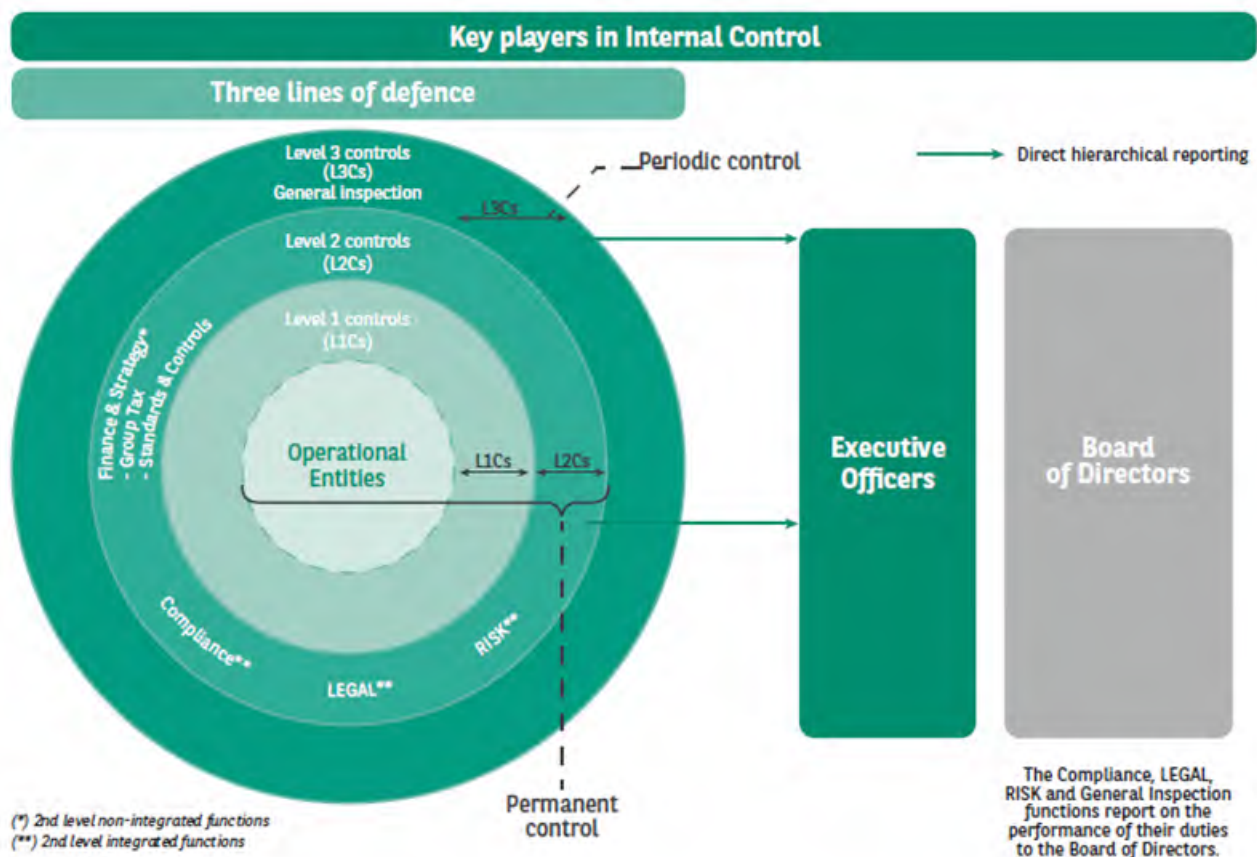 Key players in Internal Control
Three lines of defence
Level 3 controls
(L3Cs)
General inspection
L3Cs
Periodic control
Direct hierarchical reporting
Level 2 controls
(L2Cs)
Level 1 controls
(L1Cs)
Finance & Strategy*
- Group Tax
- Standards & Controls
Operational
Entities
L1Cs
L2Cs
Executive
Officers
Board
of Directors
Compliance**
LEGAL**
RISK**
Permanent
control
(*) 2nd level non-integrated functions
(**) 2nd level integrated functions
The Compliance, LEGAL,
RISK and General Inspection
functions report on the
performance of their duties
to the Board of Directors.